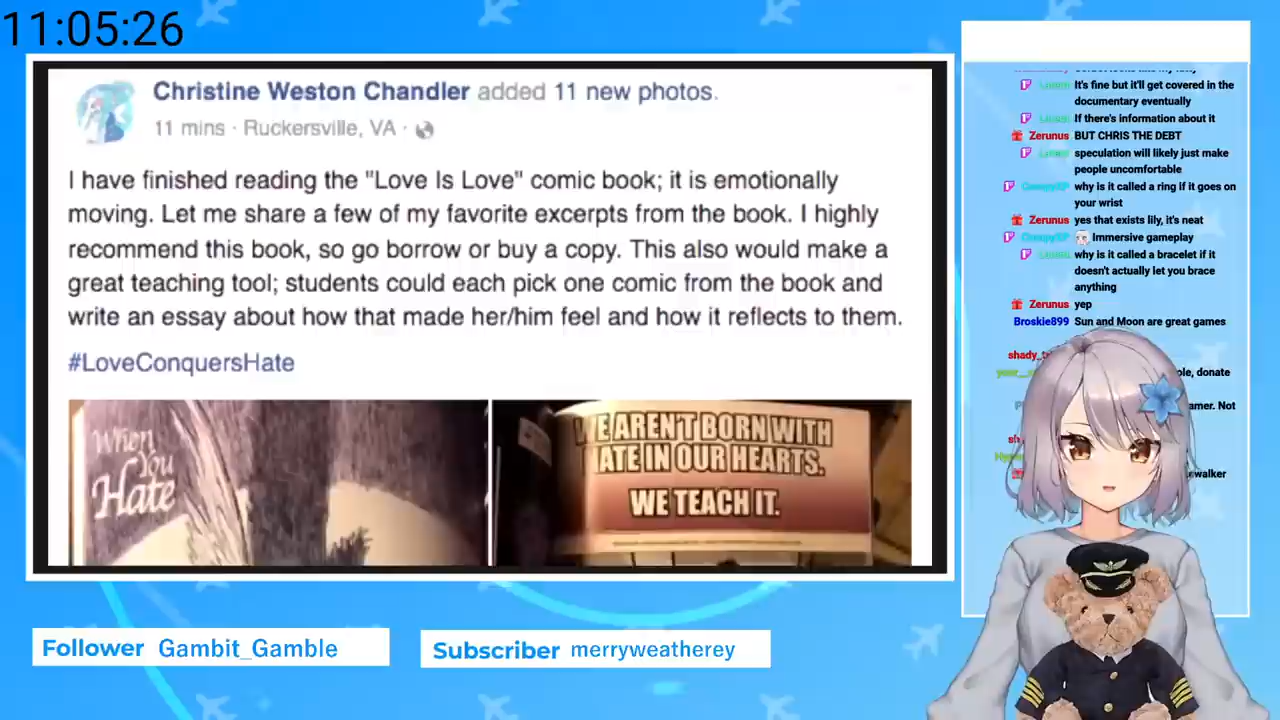 11:05:26
Christine Weston Chandler added 11 new photos.
11 mins · Ruckersville, VA ·
I have finished reading the "Love Is Love" comic book; it is emotionally
moving. Let me share a few of my favorite excerpts from the book. I highly
recommend this book, so go borrow or buy a copy. This also would make a
great teaching tool; students could each pick one comic from the book and
write an essay about how that made her/him feel and how it reflects to them.
#LoveConquersHate
When
You
Hate
WE AREN'T BORN WITH
HATE IN OUR HEARTS.
WE TEACH IT.
It's fine but it'll get covered in the
documentary eventually
If there's information about it
Zerunus BUT CHRIS THE DEBT
speculation will likely just make
people uncomfortable
why is it called a ring if it goes on
your wrist
Zerunus yes that exists lily, it's neat
Immersive gameplay
why is it called a bracelet if it
doesn't actually let you brace
anything
Zerunus yep
Broskie899 Sun and Moon are great games
donate
Not
walker
Follower Gambit_Gamble
Subscriber merryweatherey